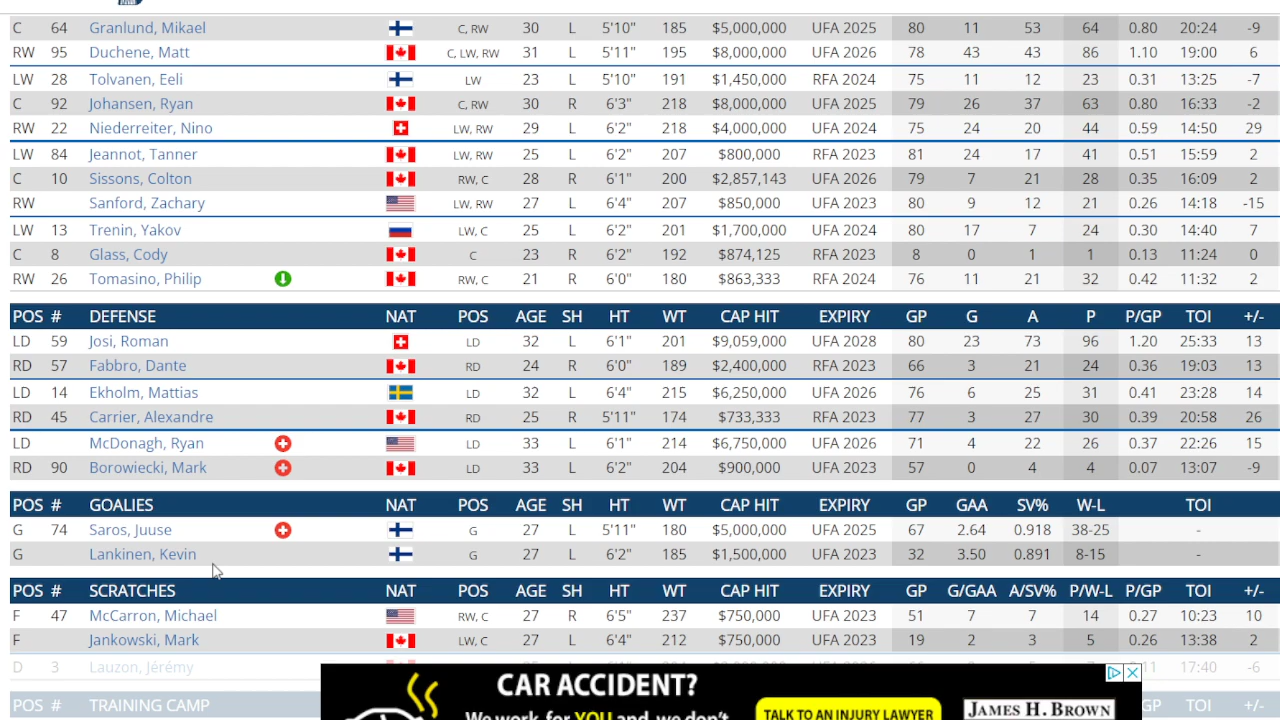 C 64 Granlund, Mikael C, RW 30 L 5'10" 185 $5,000,000 UFA 2025 80 11 53 64 0.80 20:24 -9
RW 95 Duchene, Matt C, LW, RW 31 L 5'11" 195 $8,000,000 UFA 2026 78 43 43 86 1.10 19:00 6
LW 28 Tolvanen, Eeli LW 23 L 5'10" 191 $1,450,000 RFA 2024 75 11 12 23 0.31 13:25 -7
C 92 Johansen, Ryan C, RW 30 R 6'3" 218 $8,000,000 UFA 2025 79 26 37 63 0.80 16:33 -2
RW 22 Niederreiter, Nino LW, RW 29 L 6'2" 218 $4,000,000 UFA 2024 75 24 20 44 0.59 14:50 29
LW 84 Jeannot, Tanner LW, RW 25 L 6'2" 207 $800,000 RFA 2023 81 24 17 41 0.51 15:59 2
C 10 Sissons, Colton RW, C 28 R 6'1" 200 $2,857,143 UFA 2026 79 7 21 28 0.35 16:09 2
RW Sanford, Zachary LW, RW 27 L 6'4" 207 $850,000 UFA 2023 80 9 12 21 0.26 14:18 -15
LW 13 Trenin, Yakov LW, C 25 L 6'2" 201 $1,700,000 UFA 2024 80 17 7 24 0.30 14:40 7
C 8 Glass, Cody C 23 R 6'2" 192 $874,125 RFA 2023 8 0 1 1 0.13 11:24 0
RW 26 Tomasino, Philip RW, C 21 R 6'0" 180 $863,333 RFA 2024 76 11 21 32 0.42 11:32 2
POS # DEFENSE NAT POS AGE SH HT WT CAP HIT EXPIRY GP G A P P/GP TOI +/-
LD 59 Josi, Roman LD 32 L 6'1" 201 $9,059,000 UFA 2028 80 23 73 96 1.20 25:33 13
RD 57 Fabbro, Dante RD 24 R 6'0" 189 $2,400,000 RFA 2023 66 3 21 24 0.36 19:03 13
LD 14 Ekholm, Mattias LD 32 L 6'4" 215 $6,250,000 UFA 2026 76 6 25 31 0.41 23:28 14
RD 45 Carrier, Alexandre RD 25 R 5'11" 174 $733,333 RFA 2023 77 3 27 30 0.39 20:58 26
LD McDonagh, Ryan LD 33 L 6'1" 214 $6,750,000 UFA 2026 71 4 22 26 0.37 22:26 15
RD 90 Borowiecki, Mark LD 33 L 6'2" 204 $900,000 UFA 2023 57 0 4 4 0.07 13:07 -9
POS # GOALIES NAT POS AGE SH HT WT CAP HIT EXPIRY GP GAA SV% W-L TOI
G 74 Saros, Juuse G 27 L 5'11" 180 $5,000,000 UFA 2025 67 2.64 0.918 38-25 -
G Lankinen, Kevin G 27 L 6'2" 185 $1,500,000 UFA 2023 32 3.50 0.891 8-15 -
POS # SCRATCHES NAT POS AGE SH HT WT CAP HIT EXPIRY GP G/GAA A/SV% P/W-L P/GP TOI +/-
F 47 McCarron, Michael RW, C 27 R 6'5" 237 $750,000 UFA 2023 51 7 7 14 0.27 10:23 10
F Jankowski, Mark LW, C 27 L 6'4" 212 $750,000 UFA 2023 19 2 3 5 0.26 13:38 2
D 3 Lauzon, Jérémy 17:40 -6
POS # TRAINING CAMP GP TOI +/-
CAR ACCIDENT?
We work for YOU and we don't
TALK TO AN INJURY LAWYER
JAMES H. BROWN